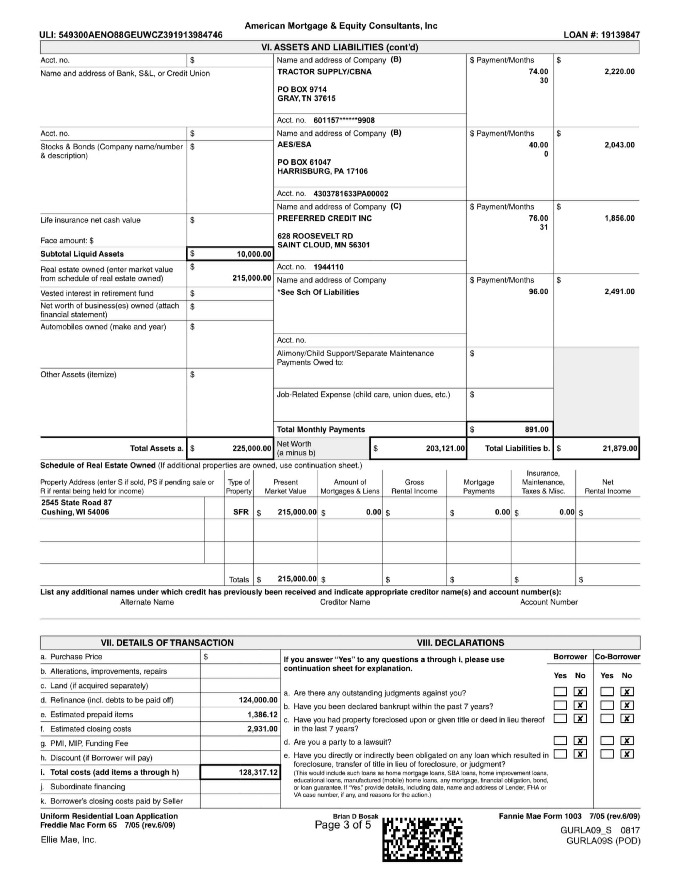 American Mortgage & Equity Consultants, Inc
ULI: 549300AENO88GEUWCZ391913984746 LOAN #: 19139847
VI. ASSETS AND LIABILITIES (cont'd)
Acct. no. $ Name and address of Company (B) $ Payment/Months $
Name and address of Bank, S&L, or Credit Union TRACTOR SUPPLY/CBNA 74.00 2,220.00
30
PO BOX 9714
GRAY, TN 37615
Acct. no. 601157******9908
Acct. no. $ Name and address of Company (B) $ Payment/Months $
Stocks & Bonds (Company name/number $ AES/ESA 40.00 2,043.00
& description) 0
PO BOX 61047
HARRISBURG, PA 17106
Acct. no. 4303781633PA00002
Name and address of Company (C) $ Payment/Months $
Life insurance net cash value $ PREFERRED CREDIT INC 76.00 1,856.00
31
Face amount: $ 628 ROOSEVELT RD
SAINT CLOUD, MN 56301
Subtotal Liquid Assets $ 10,000.00
Real estate owned (enter market value $ Acct. no. 1944110
from schedule of real estate owned) 215,000.00 Name and address of Company $ Payment/Months $
Vested interest in retirement fund $ *See Sch Of Liabilities 96.00 2,491.00
Net worth of business(es) owned (attach $
financial statement)
Automobiles owned (make and year) $
Acct. no.
Alimony/Child Support/Separate Maintenance $
Payments Owed to:
Other Assets (itemize) $
Job-Related Expense (child care, union dues, etc.) $
Total Monthly Payments $ 891.00
Total Assets a. $ 225,000.00 Net Worth $ 203,121.00 Total Liabilities b. $ 21,879.00
(a minus b)
Schedule of Real Estate Owned (If additional properties are owned, use continuation sheet.)
Property Address (enter S if sold, PS if pending sale or R if rental being held for income) Type of Property Present Market Value Amount of Mortgages & Liens Gross Rental Income Mortgage Payments Insurance, Maintenance, Taxes & Misc. Net Rental Income
2545 State Road 87
Cushing, WI 54006 SFR $ 215,000.00 $ 0.00 $ $ 0.00 $ 0.00 $
Totals $ 215,000.00 $ $ $ $ $
List any additional names under which credit has previously been received and indicate appropriate creditor name(s) and account number(s):
Alternate Name Creditor Name Account Number
VII. DETAILS OF TRANSACTION
a. Purchase Price $
b. Alterations, improvements, repairs
c. Land (if acquired separately)
d. Refinance (incl. debts to be paid off) 124,000.00
e. Estimated prepaid items 1,386.12
f. Estimated closing costs 2,931.00
g. PMI, MIP, Funding Fee
h. Discount (if Borrower will pay)
i. Total costs (add items a through h) 128,317.12
j. Subordinate financing
k. Borrower's closing costs paid by Seller
VIII. DECLARATIONS
If you answer "Yes" to any questions a through i, please use Borrower Co-Borrower
continuation sheet for explanation. Yes No Yes No
a. Are there any outstanding judgments against you? X X
b. Have you been declared bankrupt within the past 7 years? X X
c. Have you had property foreclosed upon or given title or deed in lieu thereof X X
in the last 7 years?
d. Are you a party to a lawsuit? X X
e. Have you directly or indirectly been obligated on any loan which resulted in X X
foreclosure, transfer of title in lieu of foreclosure, or judgment?
(This would include such loans as home mortgage loans, SBA loans, home improvement loans,
educational loans, manufactured (mobile) home loans, any mortgage, financial obligation, bond,
or loan guarantee. If "Yes," provide details, including date, name and address of Lender, FHA or
VA case number, if any, and reasons for the action.)
Uniform Residential Loan Application Brian D Bosak Fannie Mae Form 1003 7/05 (rev.6/09)
Freddie Mac Form 65 7/05 (rev.6/09) Page 3 of 5
GURLA09_S 0817
Ellie Mae, Inc. GURLA09S (POD)